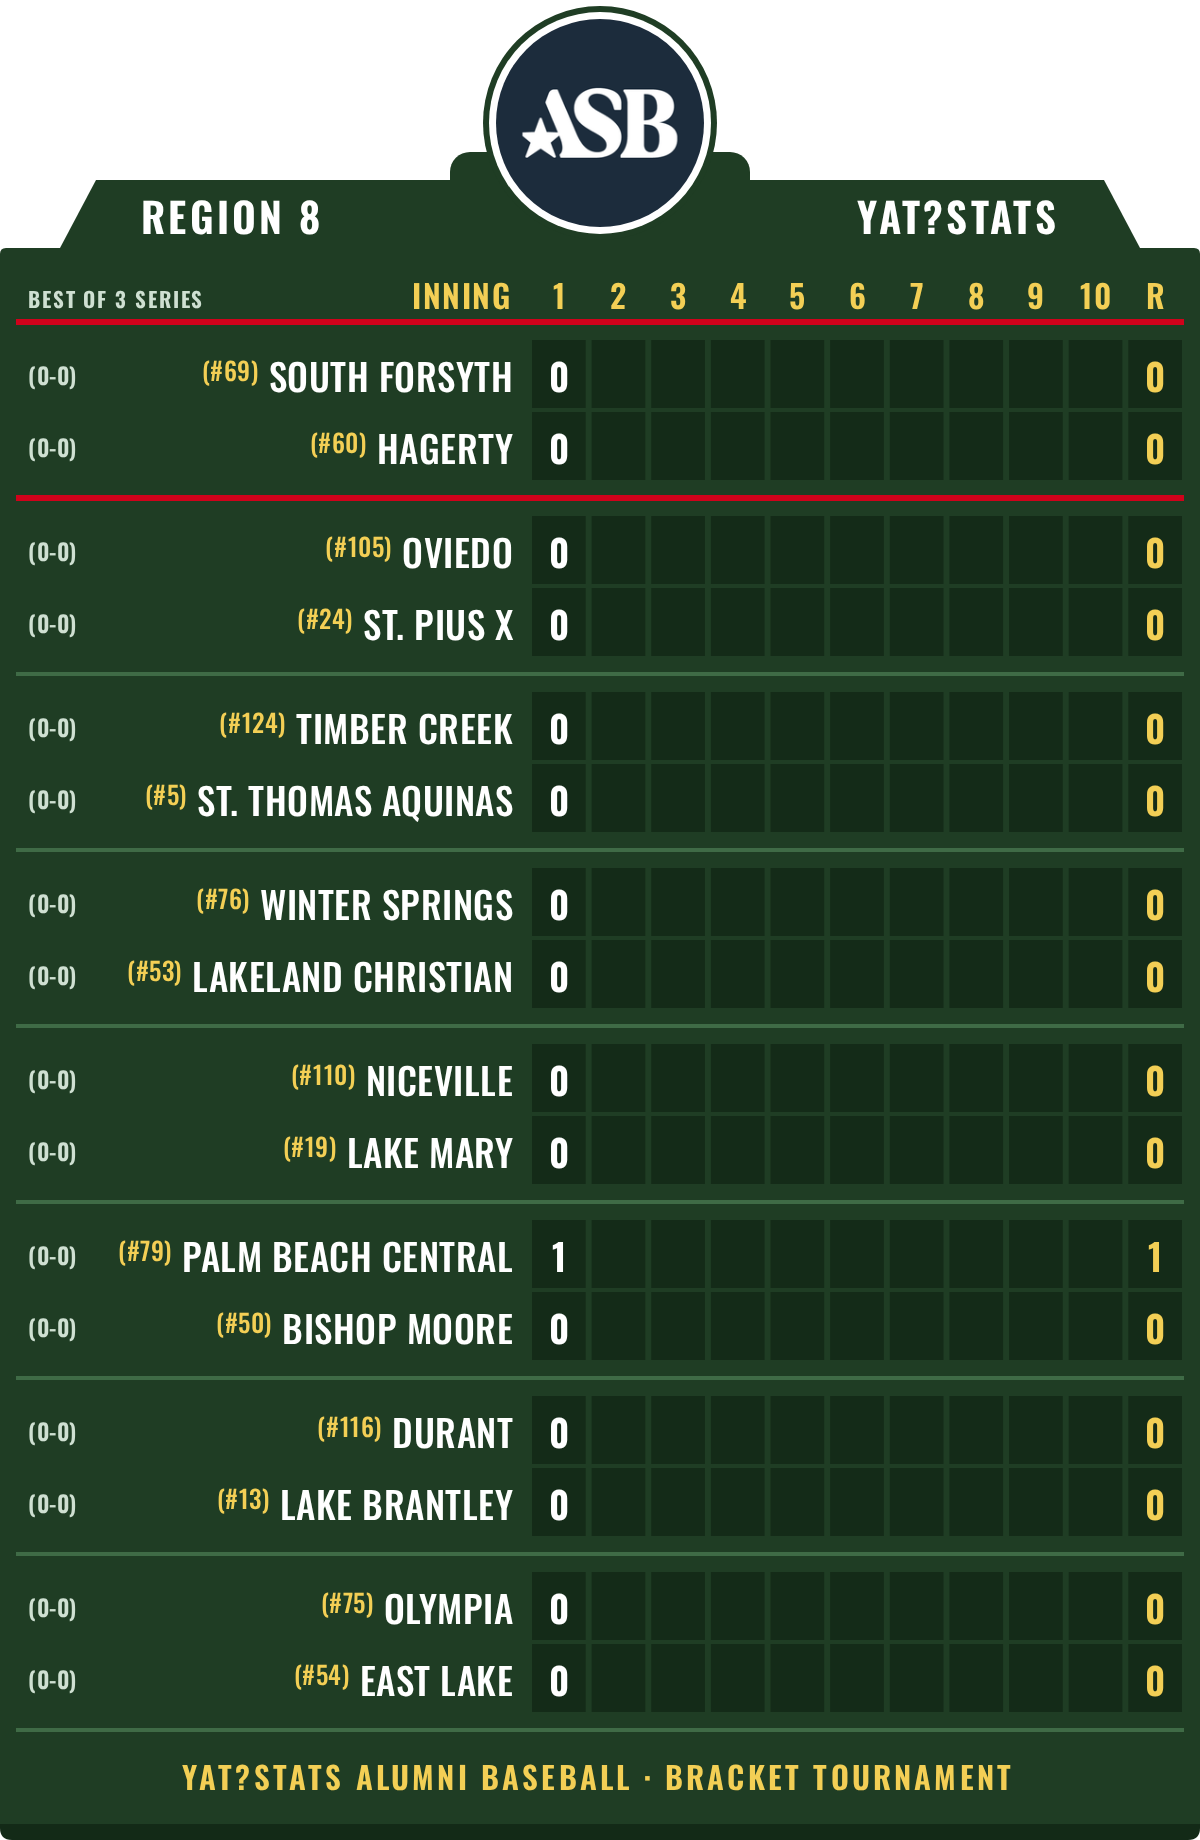 ASB
REGION 8 YAT?STATS
BEST OF 3 SERIES INNING 1 2 3 4 5 6 7 8 9 10 R
(0-0) (#69) SOUTH FORSYTH 0 0
(0-0) (#60) HAGERTY 0 0
(0-0) (#105) OVIEDO 0 0
(0-0) (#24) ST. PIUS X 0 0
(0-0) (#124) TIMBER CREEK 0 0
(0-0) (#5) ST. THOMAS AQUINAS 0 0
(0-0) (#76) WINTER SPRINGS 0 0
(0-0) (#53) LAKELAND CHRISTIAN 0 0
(0-0) (#110) NICEVILLE 0 0
(0-0) (#19) LAKE MARY 0 0
(0-0) (#79) PALM BEACH CENTRAL 1 1
(0-0) (#50) BISHOP MOORE 0 0
(0-0) (#116) DURANT 0 0
(0-0) (#13) LAKE BRANTLEY 0 0
(0-0) (#75) OLYMPIA 0 0
(0-0) (#54) EAST LAKE 0 0
YAT?STATS ALUMNI BASEBALL · BRACKET TOURNAMENT